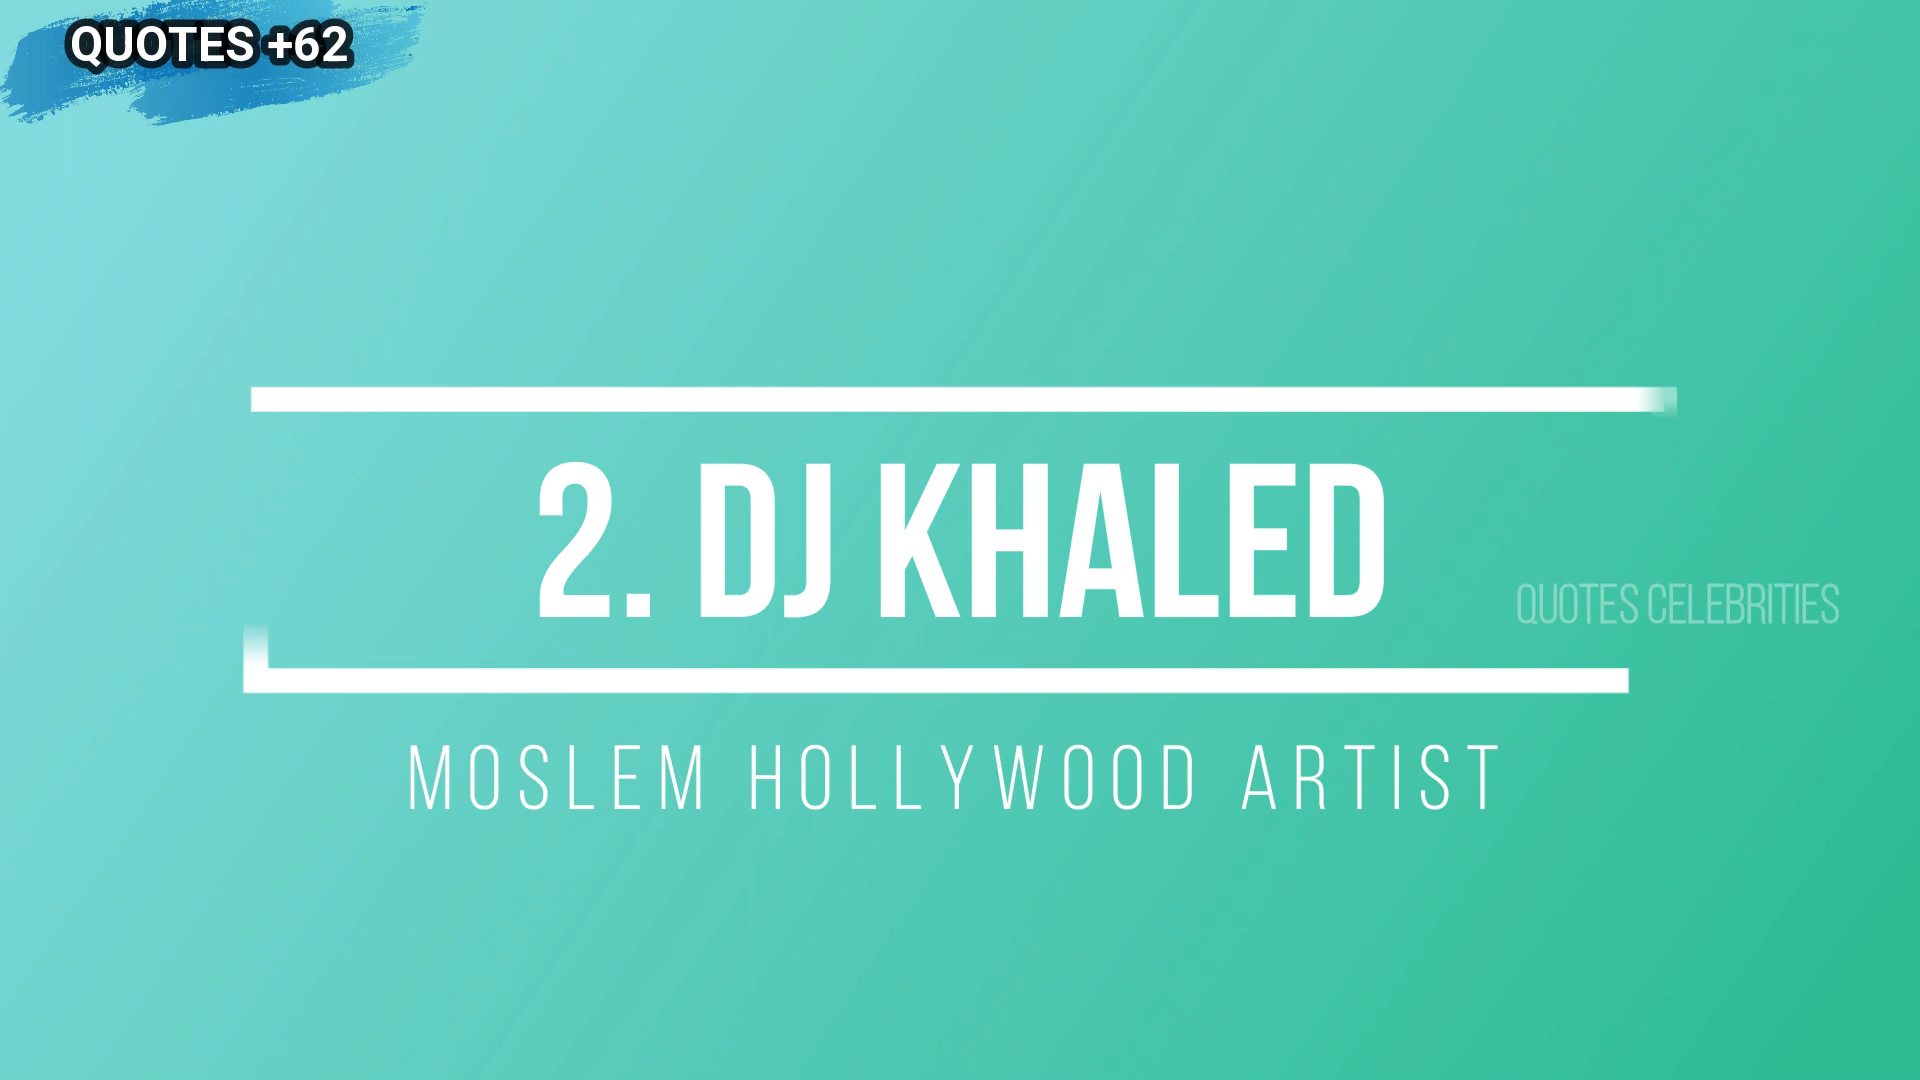 QUOTES +62
2. DJ KHALED
QUOTES CELEBRITIES
MOSLEM HOLLYWOOD ARTIST